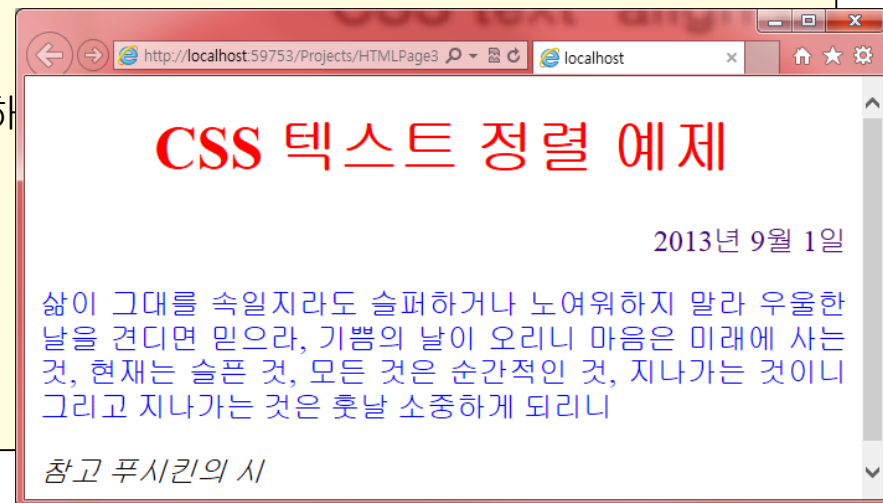 CSS text align
http://localhost:59753/Projects/HTMLPage3
localhost
하
CSS 텍스트 정렬 예제
2013년 9월 1일
삶이 그대를 속일지라도 슬퍼하거나 노여워하지 말라 우울한
날을 견디면 믿으라, 기쁨의 날이 오리니 마음은 미래에 사는
것, 현재는 슬픈 것, 모든 것은 순간적인 것, 지나가는 것이니
그리고 지나가는 것은 훗날 소중하게 되리니
참고 푸시킨의 시